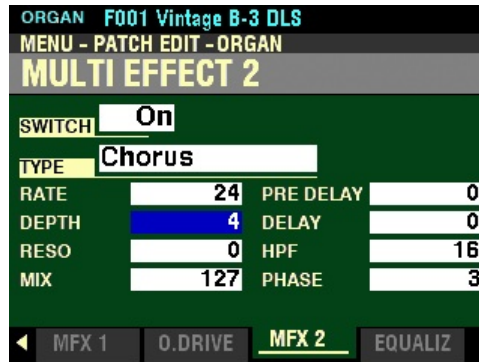 ORGAN F001 Vintage B-3 DLS
MENU - PATCH EDIT - ORGAN
MULTI EFFECT 2
SWITCH On
TYPE Chorus
RATE 24 PRE DELAY 0
DEPTH 4 DELAY 0
RESO 0 HPF 16
MIX 127 PHASE 3
MFX 1 O.DRIVE MFX 2 EQUALIZ